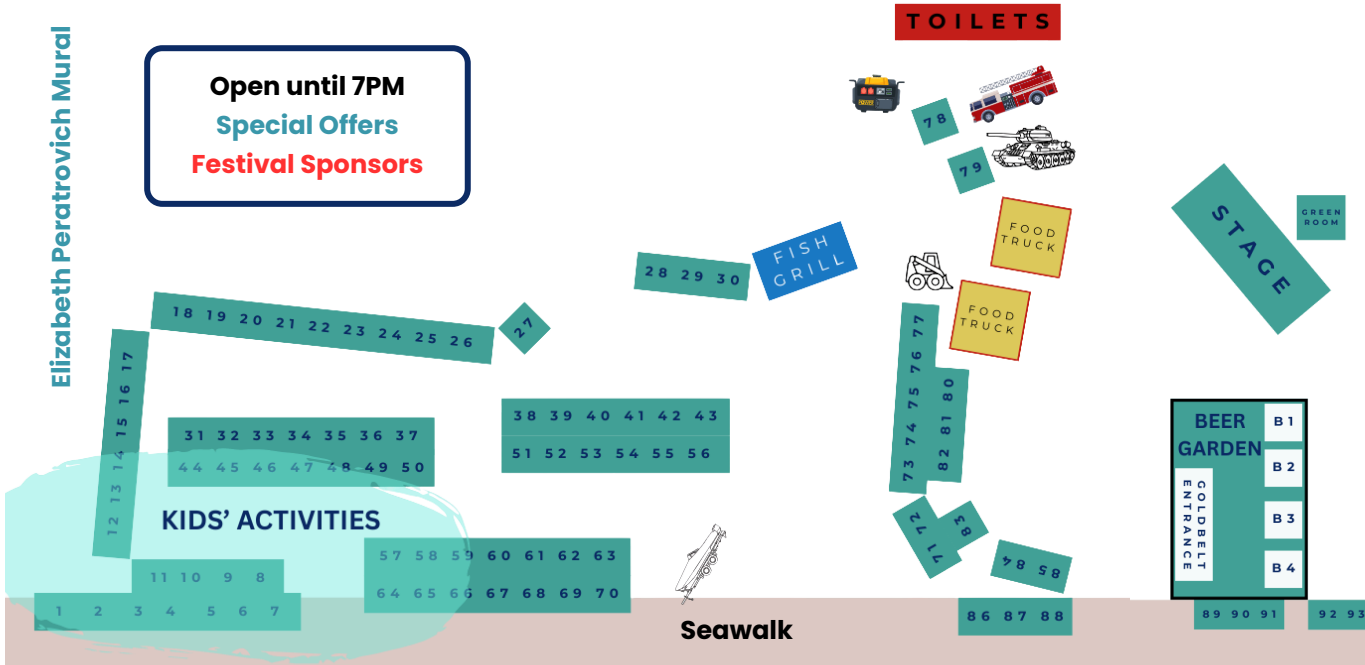 TOILETS
Elizabeth Peratrovich Mural
Open until 7PM
Special Offers
Festival Sponsors
78
79
FOOD
TRUCK
STAGE
GREEN
ROOM
FISH
GRILL
28 29 30
FOOD
TRUCK
18 19 20 21 22 23 24 25 26
27
12 13 14 15 16 17
73 74 75 76 77
82 81 80
31 32 33 34 35 36 37
44 45 46 47 48 49 50
38 39 40 41 42 43
51 52 53 54 55 56
BEER
GARDEN
B1
B2
B3
B4
GOLDBELT
ENTRANCE
KIDS' ACTIVITIES
71 72
83
84 85
57 58 59 60 61 62 63
64 65 66 67 68 69 70
11 10 9 8
1 2 3 4 5 6 7
86 87 88
89 90 91
92 93
Seawalk